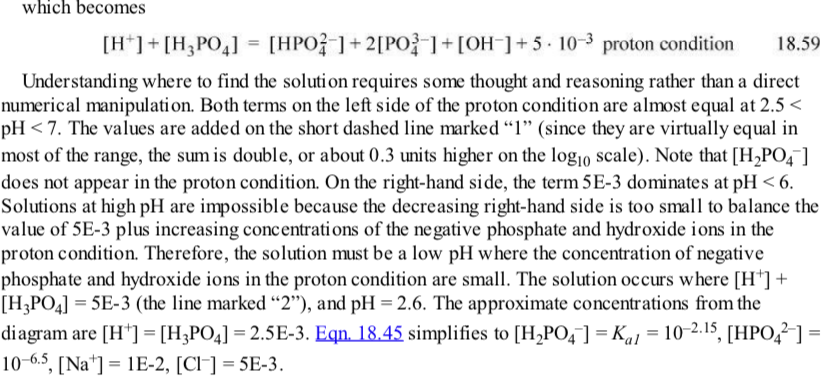 which becomes
[H⁺] + [H₃PO₄] = [HPO₄²⁻] + 2[PO₄³⁻] + [OH⁻] + 5 · 10⁻³ proton condition 18.59
Understanding where to find the solution requires some thought and reasoning rather than a direct
numerical manipulation. Both terms on the left side of the proton condition are almost equal at 2.5 <
pH < 7. The values are added on the short dashed line marked “1” (since they are virtually equal in
most of the range, the sum is double, or about 0.3 units higher on the log₁₀ scale). Note that [H₂PO₄⁻]
does not appear in the proton condition. On the right-hand side, the term 5E-3 dominates at pH < 6.
Solutions at high pH are impossible because the decreasing right-hand side is too small to balance the
value of 5E-3 plus increasing concentrations of the negative phosphate and hydroxide ions in the
proton condition. Therefore, the solution must be a low pH where the concentration of negative
phosphate and hydroxide ions in the proton condition are small. The solution occurs where [H⁺] +
[H₃PO₄] = 5E-3 (the line marked “2”), and pH = 2.6. The approximate concentrations from the
diagram are [H⁺] = [H₃PO₄] = 2.5E-3. Eqn. 18.45 simplifies to [H₂PO₄⁻] = Kₐ₁ = 10⁻²·¹⁵, [HPO₄²⁻] =
10⁻⁶·⁵, [Na⁺] = 1E-2, [Cl⁻] = 5E-3.